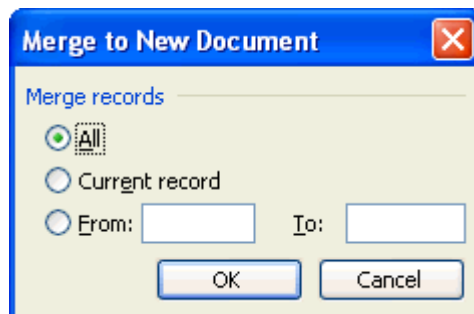 Merge to New Document
Merge records
All
Current record
From: To:
OK Cancel